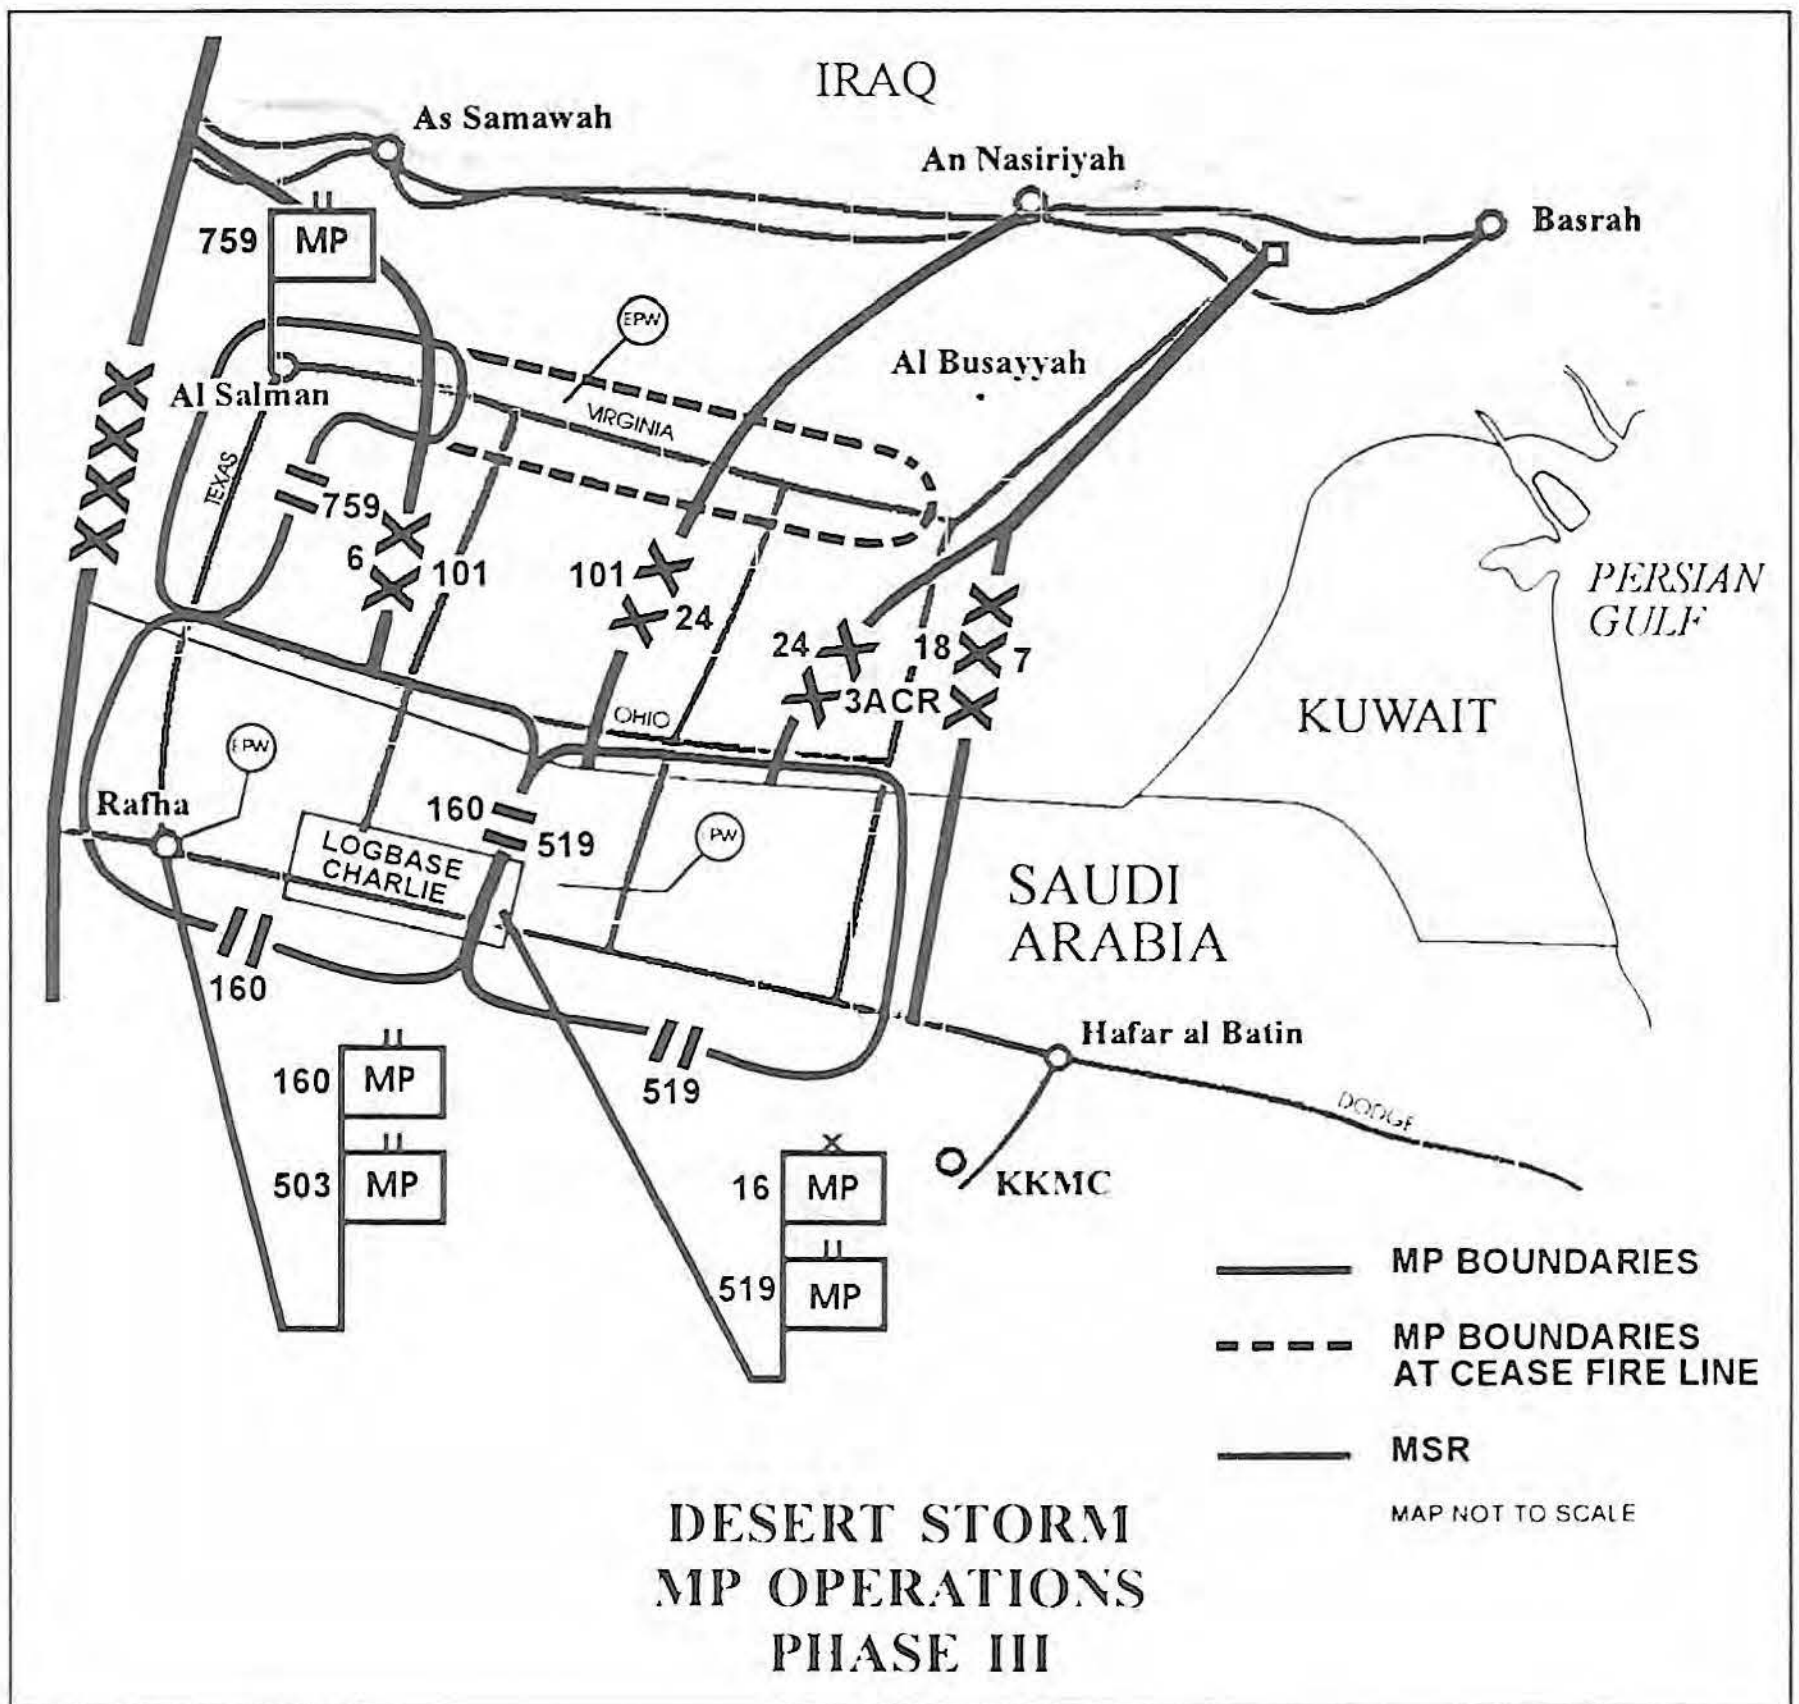 IRAQ
As Samawah
An Nasiriyah
Basrah
759
MP
EPW
Al Busayyah
Al Salman
VIRGINIA
TEXAS
759
6
101
101
24
PERSIAN
GULF
24
18
7
3ACR
OHIO
KUWAIT
EPW
Rafha
160
519
PW
LOGBASE
CHARLIE
SAUDI
ARABIA
160
Hafar al Batin
519
160
MP
DODGE
503
MP
16
MP
KKMC
519
MP
MP BOUNDARIES
MP BOUNDARIES
AT CEASE FIRE LINE
MSR
MAP NOT TO SCALE
DESERT STORM
MP OPERATIONS
PHASE III